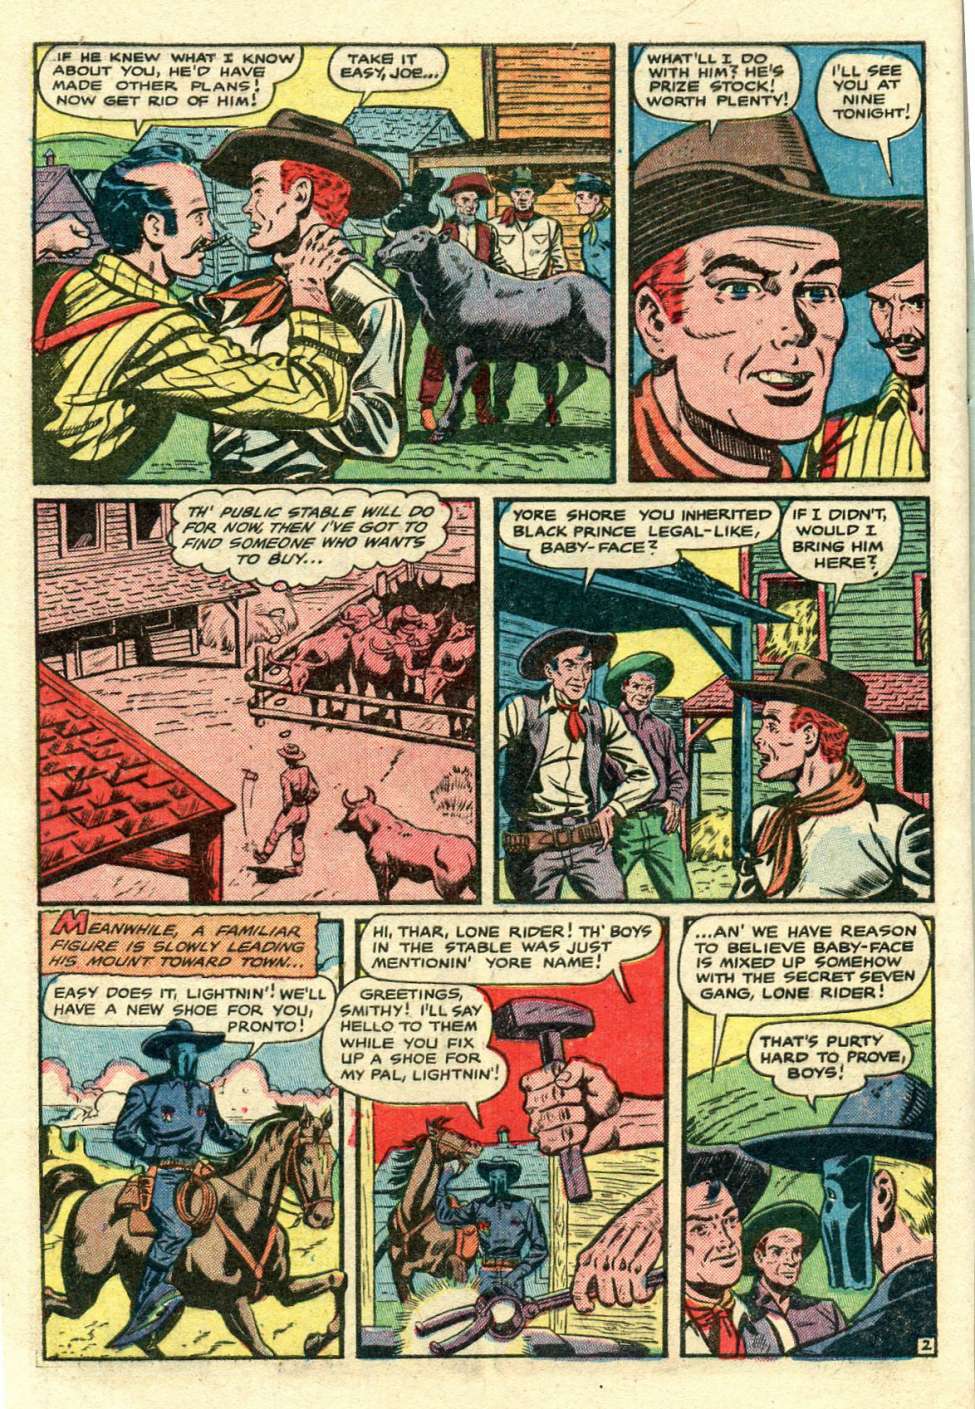 IF HE KNEW WHAT I KNOW
ABOUT YOU, HE'D HAVE
MADE OTHER PLANS!
NOW GET RID OF HIM!
TAKE IT
EASY, JOE...
WHAT'LL I DO
WITH HIM? HE'S
PRIZE STOCK!
WORTH PLENTY!
I'LL SEE
YOU AT
NINE
TONIGHT!
TH' PUBLIC STABLE WILL DO
FOR NOW, THEN I'VE GOT TO
FIND SOMEONE WHO WANTS
TO BUY...
YORE SHORE YOU INHERITED
BLACK PRINCE LEGAL-LIKE,
BABY-FACE?
IF I DIDN'T,
WOULD I
BRING HIM
HERE?
MEANWHILE, A FAMILIAR
FIGURE IS SLOWLY LEADING
HIS MOUNT TOWARD TOWN...
EASY DOES IT, LIGHTNIN'! WE'LL
HAVE A NEW SHOE FOR YOU,
PRONTO!
HI, THAR, LONE RIDER! TH' BOYS
IN THE STABLE WAS JUST
MENTIONIN' YORE NAME!
GREETINGS,
SMITHY! I'LL SAY
HELLO TO THEM
WHILE YOU FIX
UP A SHOE FOR
MY PAL, LIGHTNIN'!
...AN' WE HAVE REASON
TO BELIEVE BABY-FACE
IS MIXED UP SOMEHOW
WITH THE SECRET SEVEN
GANG, LONE RIDER!
THAT'S PURTY
HARD TO PROVE,
BOYS!
2